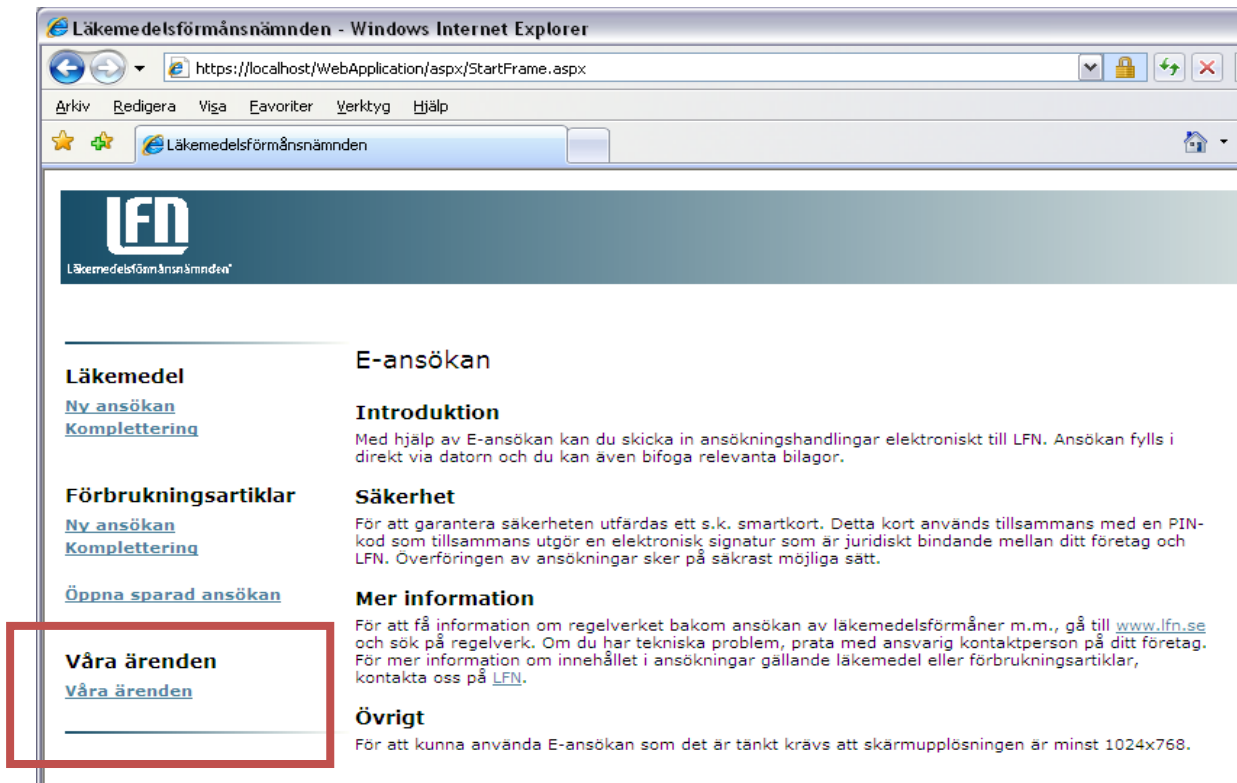 Läkemedelsförmånsnämnden - Windows Internet Explorer
https://localhost/WebApplication/aspx/StartFrame.aspx
Arkiv Redigera Visa Favoriter Verktyg Hjälp
Läkemedelsförmånsnämnden
LFN
Läkemedelsförmånsnämnden
Läkemedel
Ny ansökan
Komplettering
Förbrukningsartiklar
Ny ansökan
Komplettering
Öppna sparad ansökan
Våra ärenden
Våra ärenden
E-ansökan
Introduktion
Med hjälp av E-ansökan kan du skicka in ansökningshandlingar elektroniskt till LFN. Ansökan fylls i
direkt via datorn och du kan även bifoga relevanta bilagor.
Säkerhet
För att garantera säkerheten utfärdas ett s.k. smartkort. Detta kort används tillsammans med en PIN-
kod som tillsammans utgör en elektronisk signatur som är juridiskt bindande mellan ditt företag och
LFN. Överföringen av ansökningar sker på säkrast möjliga sätt.
Mer information
För att få information om regelverket bakom ansökan av läkemedelsförmåner m.m., gå till www.lfn.se
och sök på regelverk. Om du har tekniska problem, prata med ansvarig kontaktperson på ditt företag.
För mer information om innehållet i ansökningar gällande läkemedel eller förbrukningsartiklar,
kontakta oss på LFN.
Övrigt
För att kunna använda E-ansökan som det är tänkt krävs att skärmupplösningen är minst 1024x768.